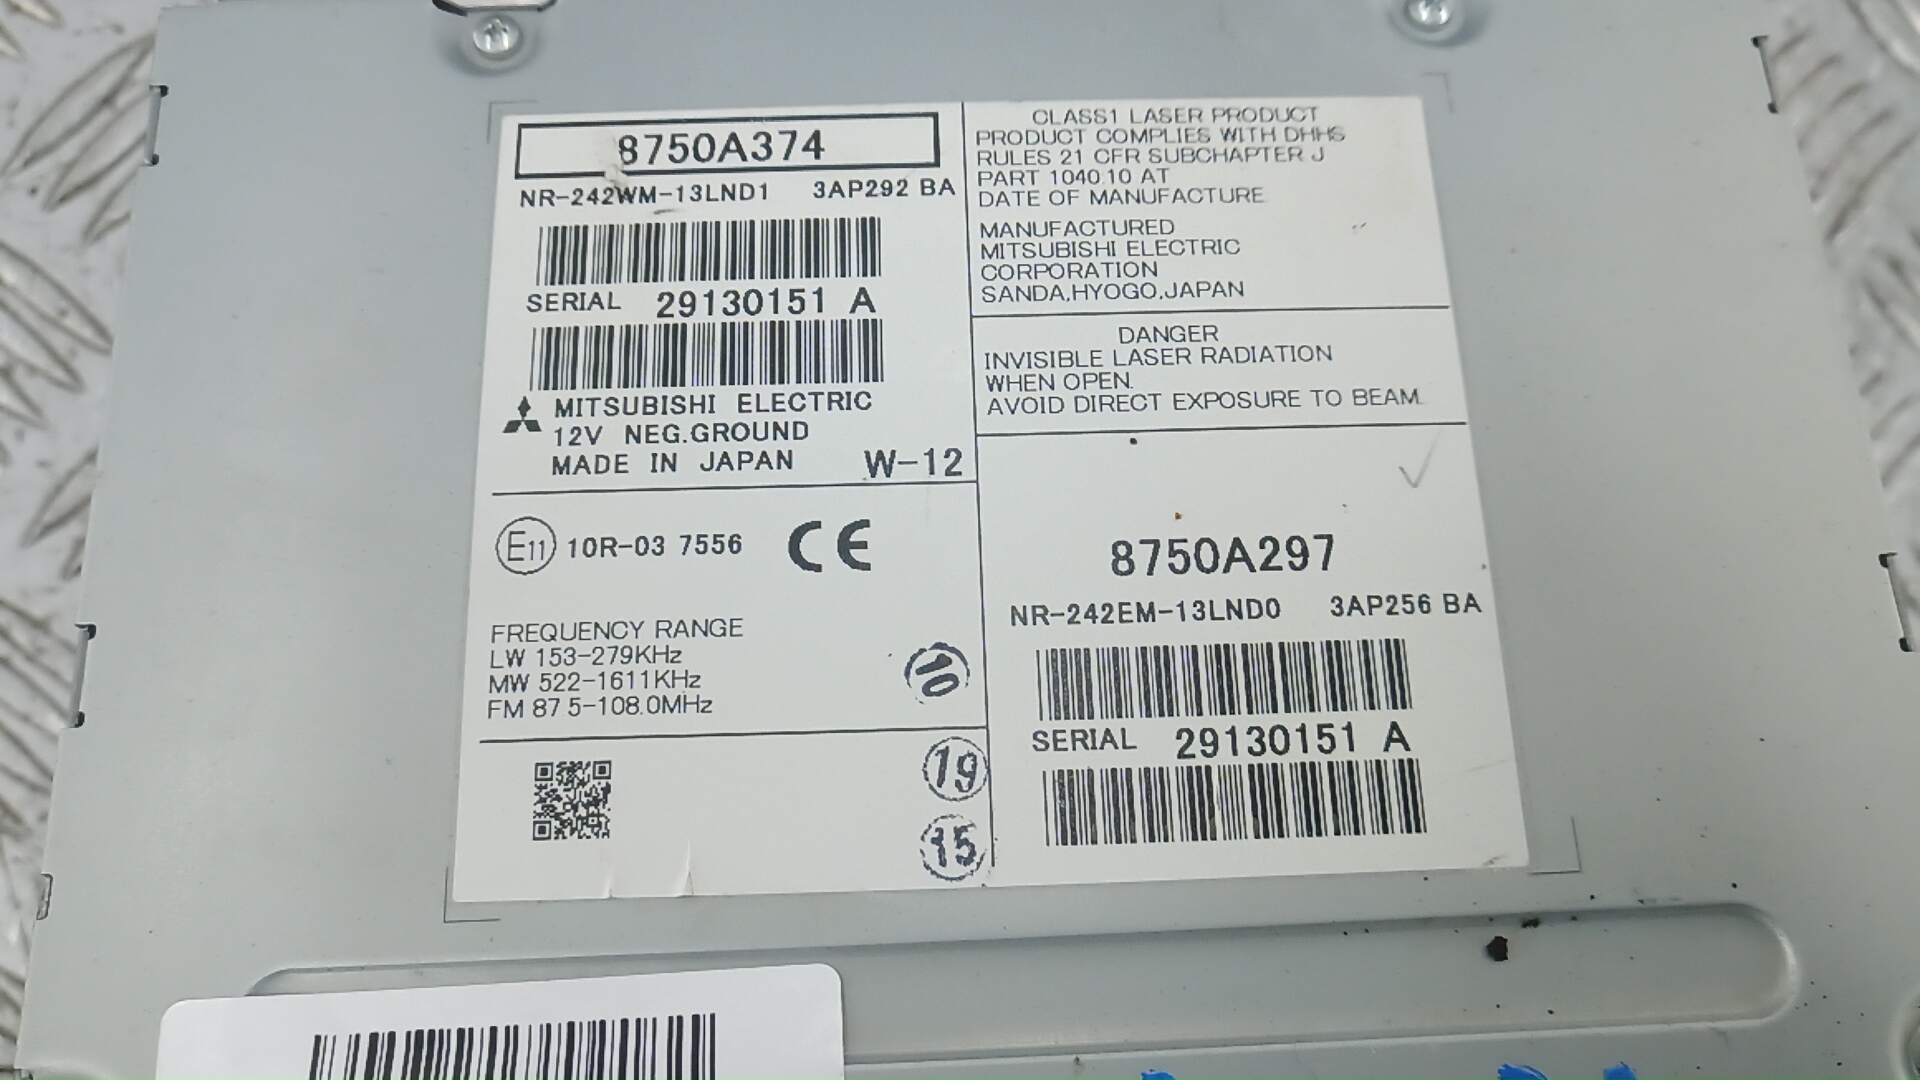 8750A374
NR-242WM-13LND1 3AP292 BA
SERIAL 29130151 A
MITSUBISHI ELECTRIC
12V NEG.GROUND
MADE IN JAPAN W-12
E11 10R-03 7556 CE
FREQUENCY RANGE
LW 153-279KHz
MW 522-1611KHz
FM 87.5-108.0MHz
10
19
15
CLASS1 LASER PRODUCT
PRODUCT COMPLIES WITH DHHS
RULES 21 CFR SUBCHAPTER J
PART 1040.10 AT
DATE OF MANUFACTURE
MANUFACTURED
MITSUBISHI ELECTRIC
CORPORATION
SANDA,HYOGO,JAPAN
DANGER
INVISIBLE LASER RADIATION
WHEN OPEN.
AVOID DIRECT EXPOSURE TO BEAM.
8750A297
NR-242EM-13LND0 3AP256 BA
SERIAL 29130151 A